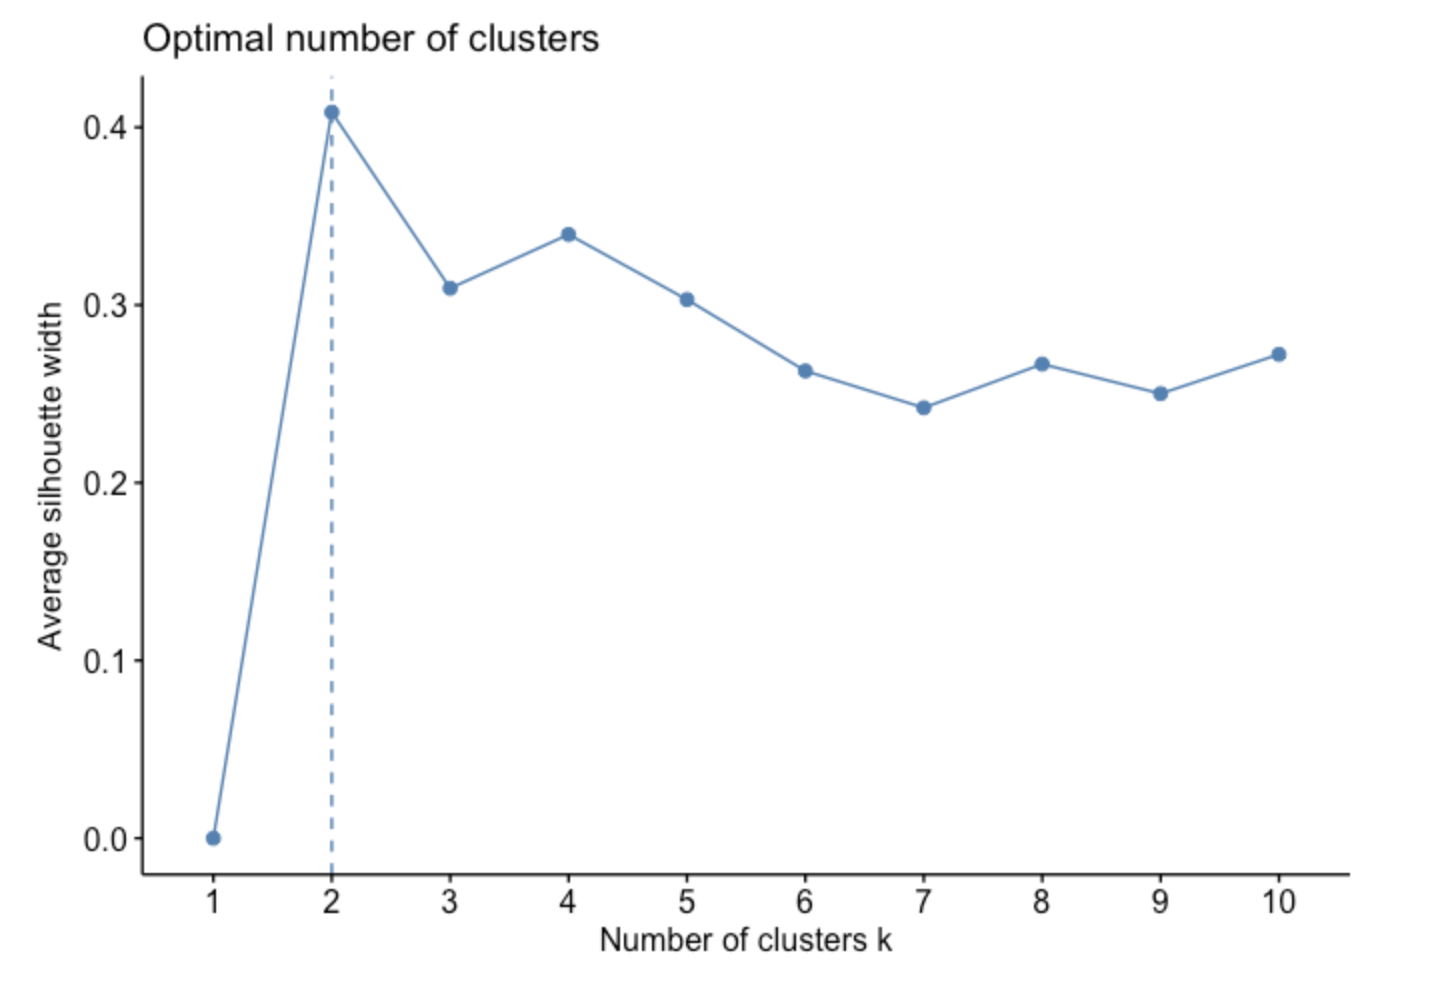 Optimal number of clusters
0.4
0.3
0.2
0.1
0.0
Average silhouette width
1 2 3 4 5 6 7 8 9 10
Number of clusters k